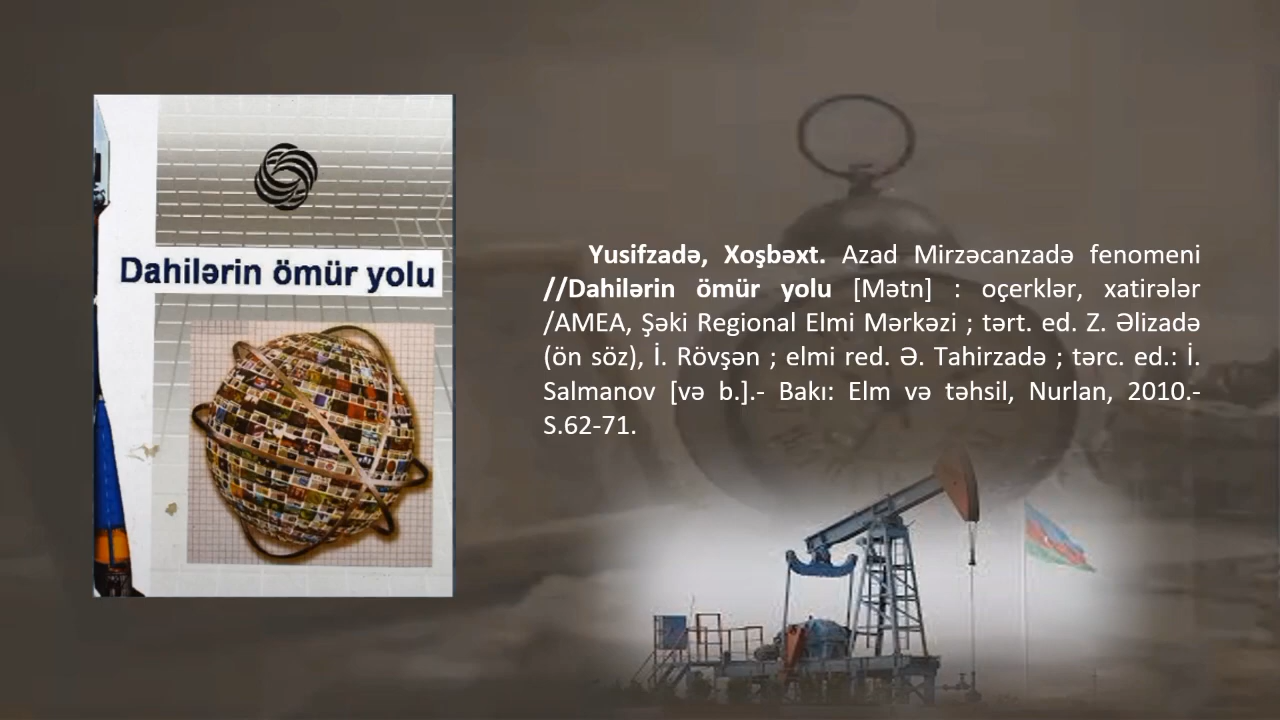 Dahilərin ömür yolu
Yusifzadə, Xoşbəxt. Azad Mirzəcanzadə fenomeni
//Dahilərin ömür yolu [Mətn] : oçerklər, xatirələr
/AMEA, Şəki Regional Elmi Mərkəzi ; tərt. ed. Z. Əlizadə
(ön söz), İ. Rövşən ; elmi red. Ə. Tahirzadə ; tərc. ed.: İ.
Salmanov [və b.].- Bakı: Elm və təhsil, Nurlan, 2010.-
S.62-71.